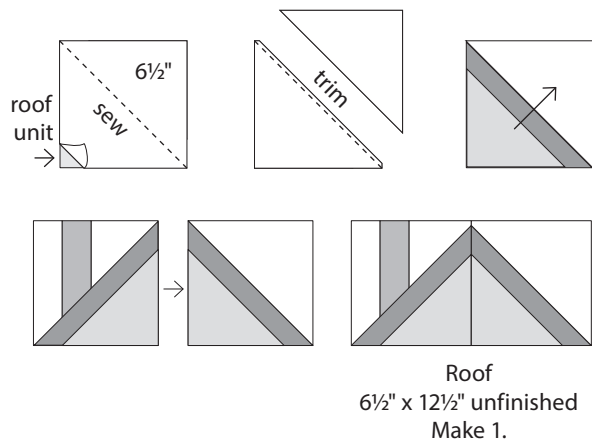 6½"
sew
roof
unit
trim
Roof
6½" x 12½" unfinished
Make 1.